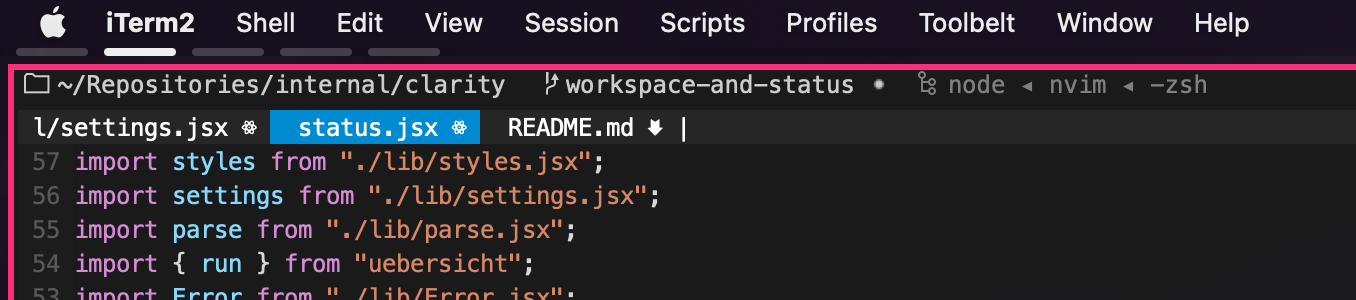 iTerm2 Shell Edit View Session Scripts Profiles Toolbelt Window Help
~/Repositories/internal/clarity workspace-and-status node ◂ nvim ◂ -zsh
l/settings.jsx status.jsx README.md |
57 import styles from "./lib/styles.jsx";
56 import settings from "./lib/settings.jsx";
55 import parse from "./lib/parse.jsx";
54 import { run } from "uebersicht";
53 import Error from "./lib/Error.jsx";